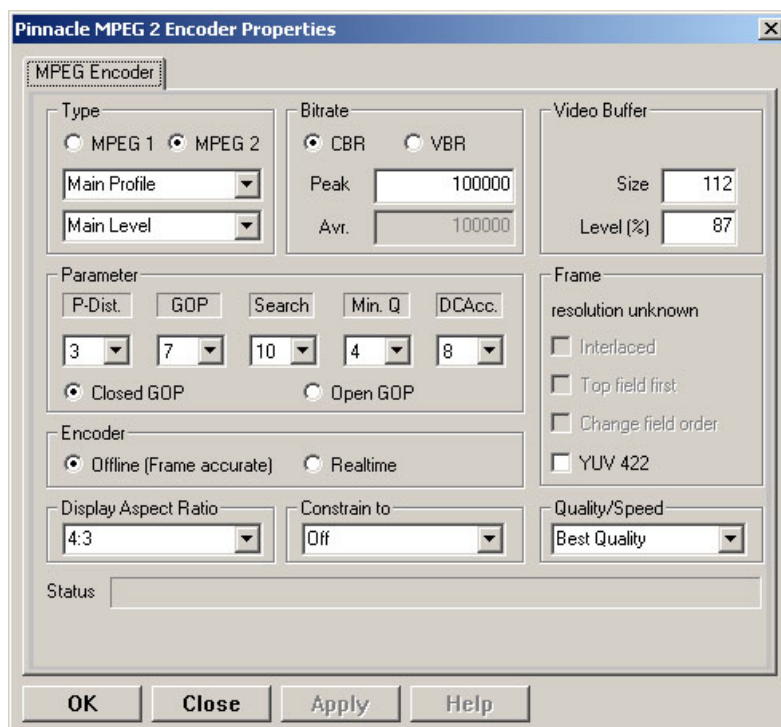 Pinnacle MPEG 2 Encoder Properties
MPEG Encoder
Type
MPEG 1 MPEG 2
Main Profile
Main Level
Bitrate
CBR VBR
Peak 100000
Avr. 100000
Video Buffer
Size 112
Level (%) 87
Parameter
P-Dist. GOP Search Min. Q DCAcc.
3 7 10 4 8
Closed GOP Open GOP
Frame
resolution unknown
Interlaced
Top field first
Change field order
YUV 422
Encoder
Offline (Frame accurate) Realtime
Display Aspect Ratio
4:3
Constrain to
Off
Quality/Speed
Best Quality
Status
OK Close Apply Help